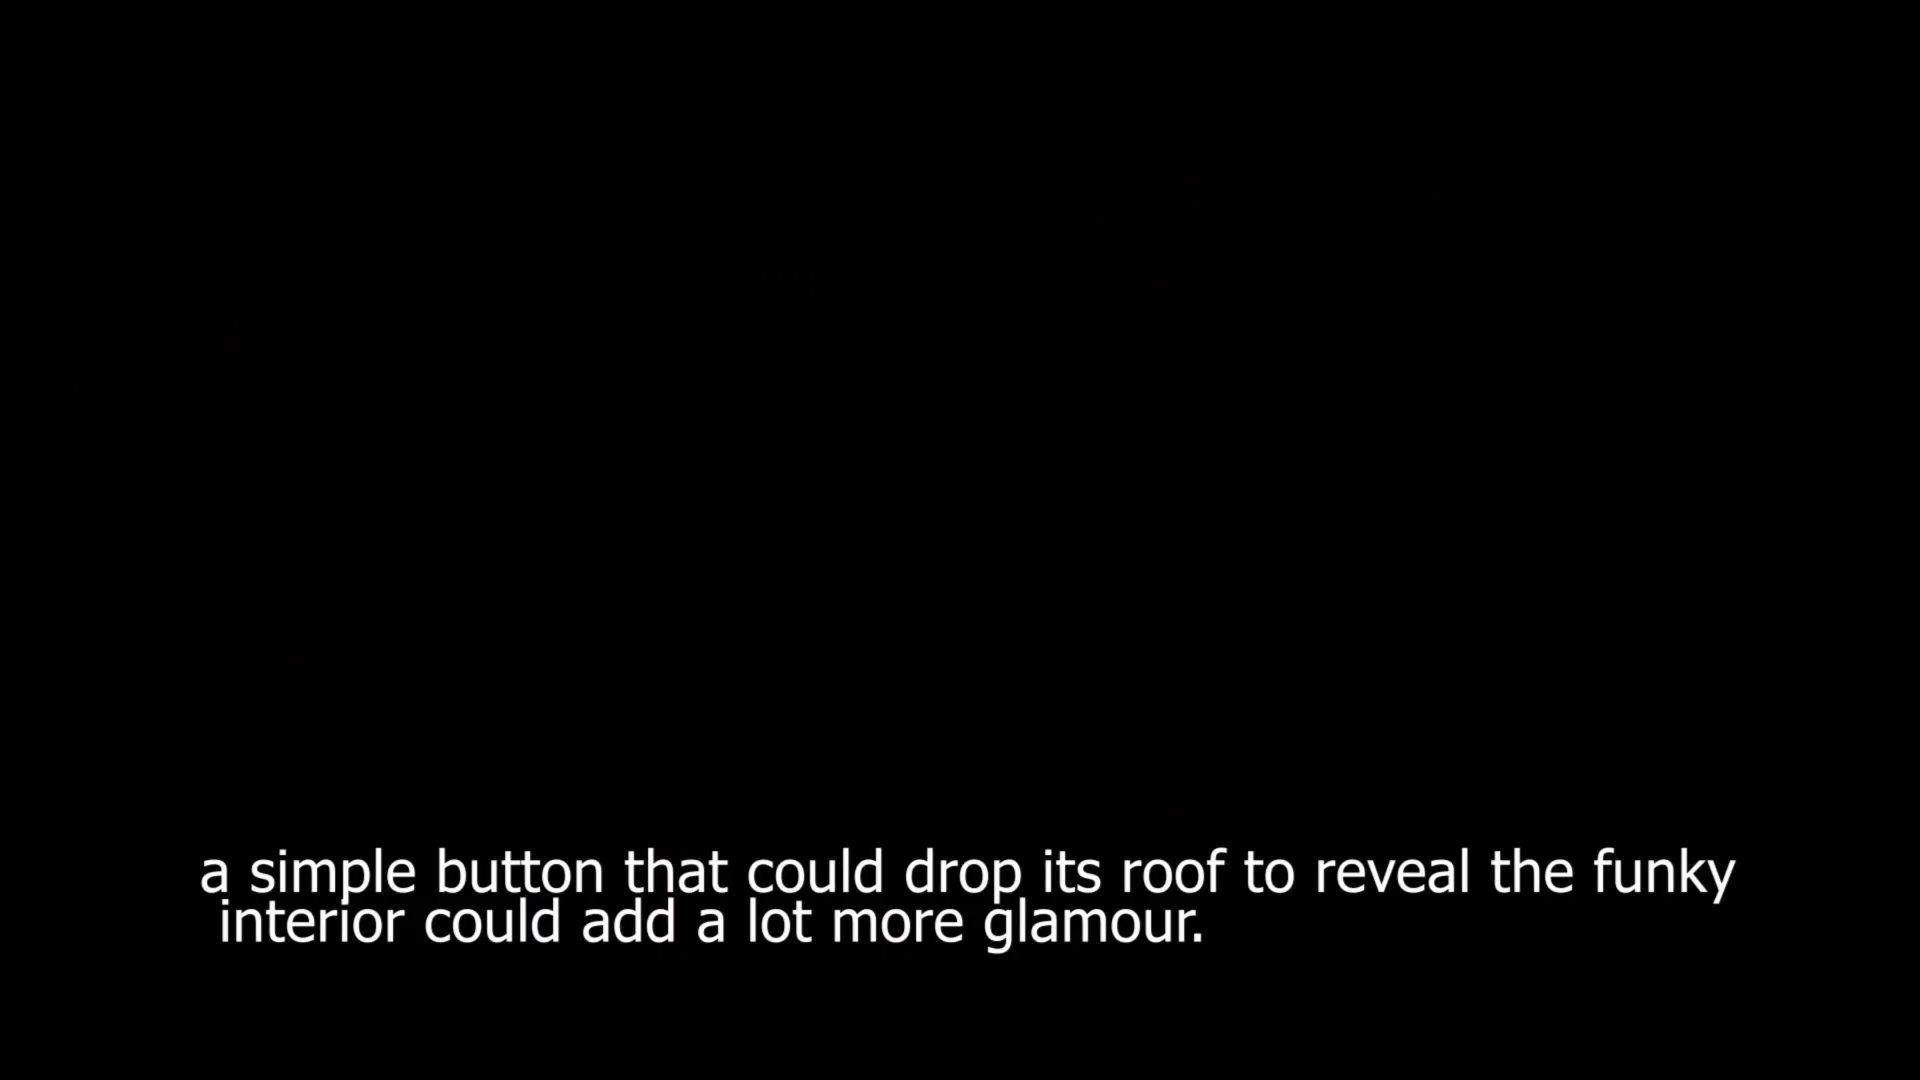 a simple button that could drop its roof to reveal the funky
interior could add a lot more glamour.